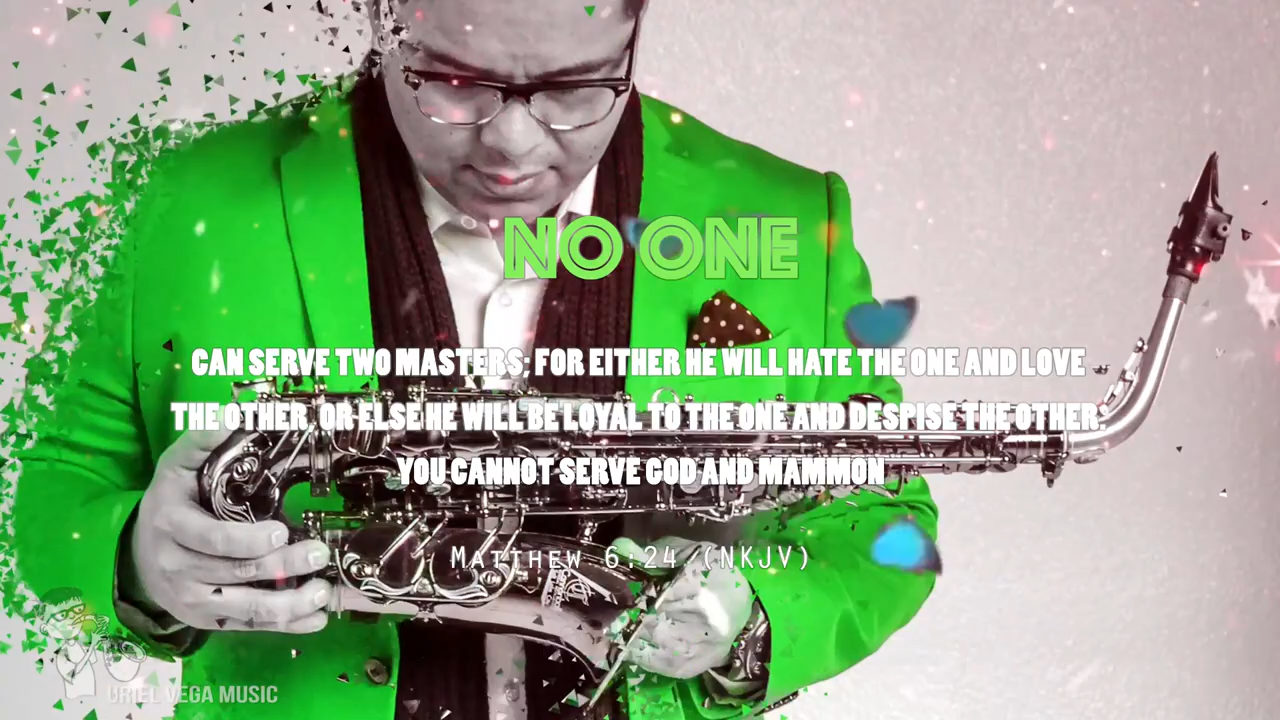 NO ONE
CAN SERVE TWO MASTERS; FOR EITHER HE WILL HATE THE ONE AND LOVE
THE OTHER, OR ELSE HE WILL BE LOYAL TO THE ONE AND DESPISE THE OTHER.
YOU CANNOT SERVE GOD AND MAMMON
MATTHEW 6:24 (NKJV)
URIEL VEGA MUSIC